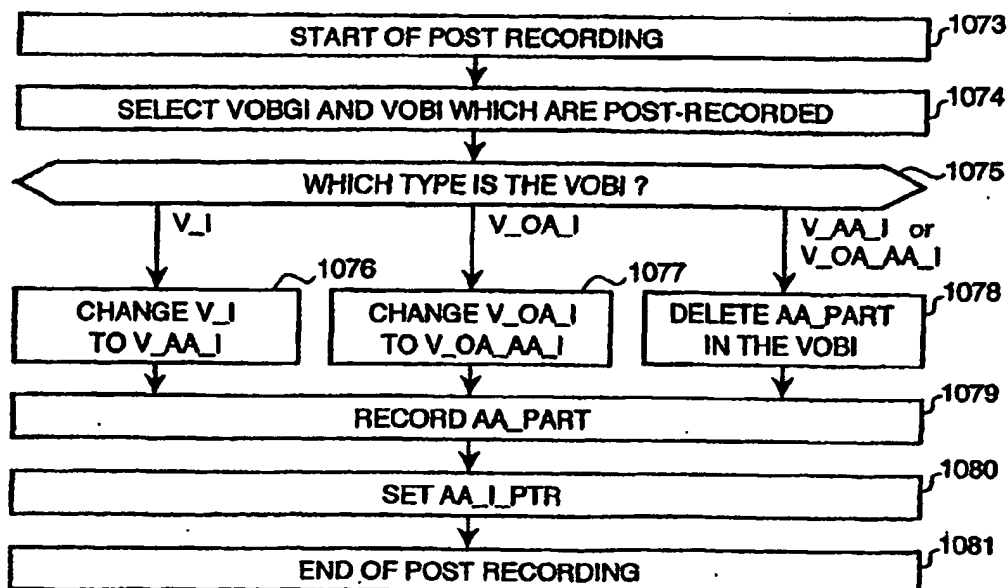 START OF POST RECORDING 1073
SELECT VOBGI AND VOBI WHICH ARE POST-RECORDED 1074
WHICH TYPE IS THE VOBI ? 1075
V_I
V_OA_I
V_AA_I or
V_OA_AA_I
1076
CHANGE V_I
TO V_AA_I
1077
CHANGE V_OA_I
TO V_OA_AA_I
1078
DELETE AA_PART
IN THE VOBI
RECORD AA_PART 1079
SET AA_I_PTR 1080
END OF POST RECORDING 1081